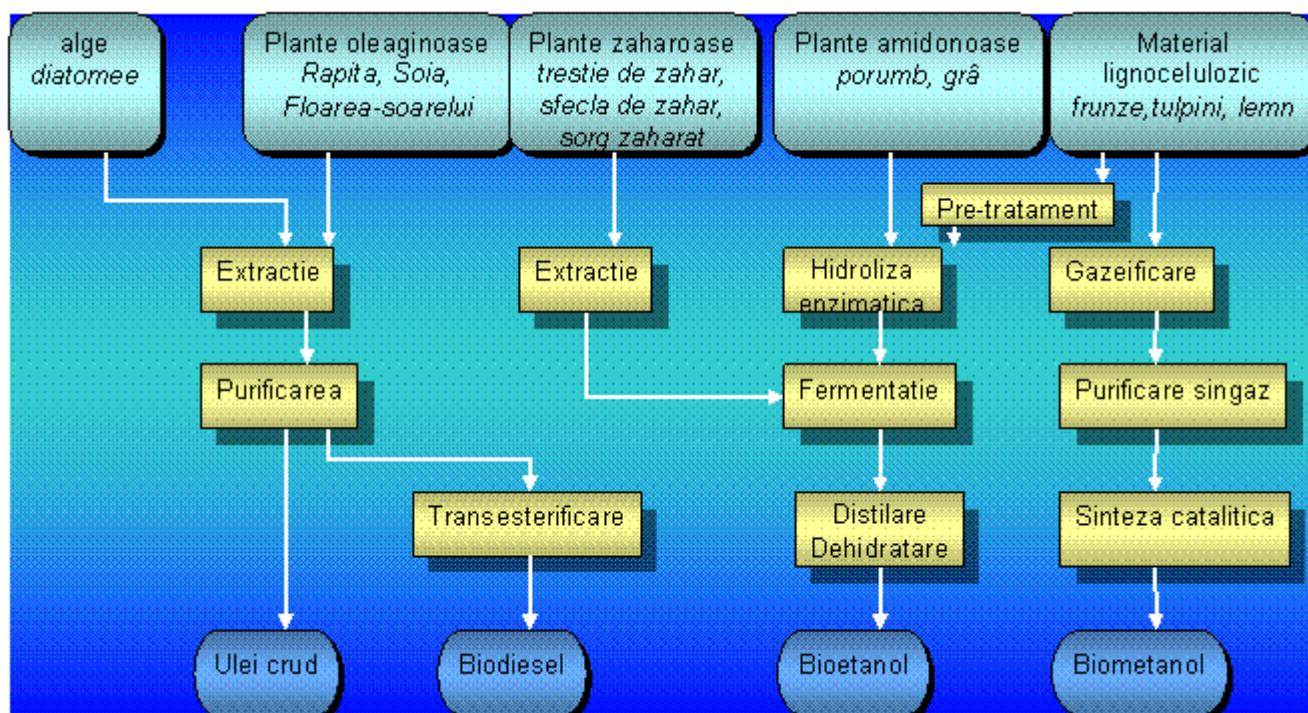 alge
diatomee
Plante oleaginoase
Rapita, Soia,
Floarea-soarelui
Plante zaharoase
trestie de zahar,
sfecla de zahar,
sorg zaharat
Plante amidonoase
porumb, grâ
Material
lignocelulozic
frunze,tulpini, lemn
Pre-tratament
Extractie
Extractie
Hidroliza
enzimatica
Gazeificare
Purificarea
Fermentatie
Purificare singaz
Transesterificare
Distilare
Dehidratare
Sinteza catalitica
Ulei crud
Biodiesel
Bioetanol
Biometanol